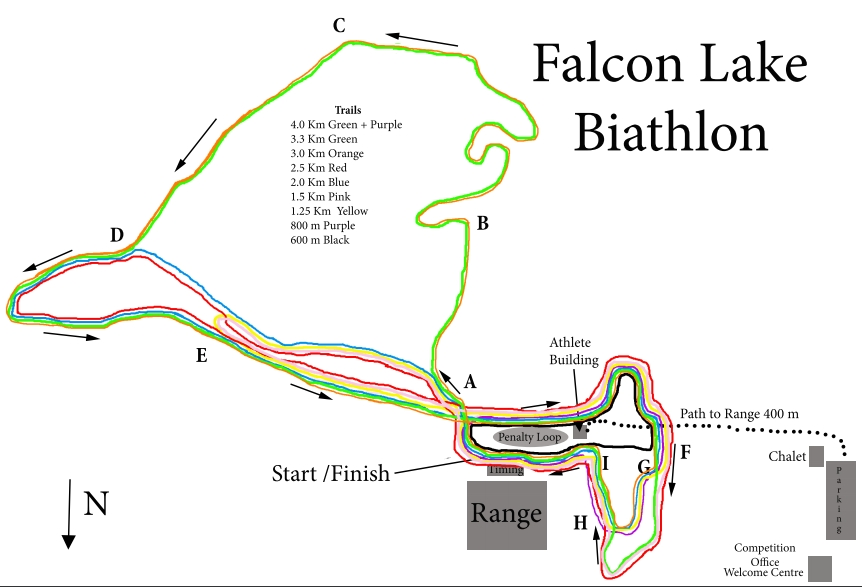 Falcon Lake
Biathlon
C
Trails
4.0 Km Green + Purple
3.3 Km Green
3.0 Km Orange
2.5 Km Red
2.0 Km Blue
1.5 Km Pink
1.25 Km Yellow
800 m Purple
600 m Black
B
D
E
A
Athlete
Building
Path to Range 400 m
Penalty Loop
Start /Finish
Timing
I
G
F
Chalet
Parking
N
Range
H
Competition
Office
Welcome Centre